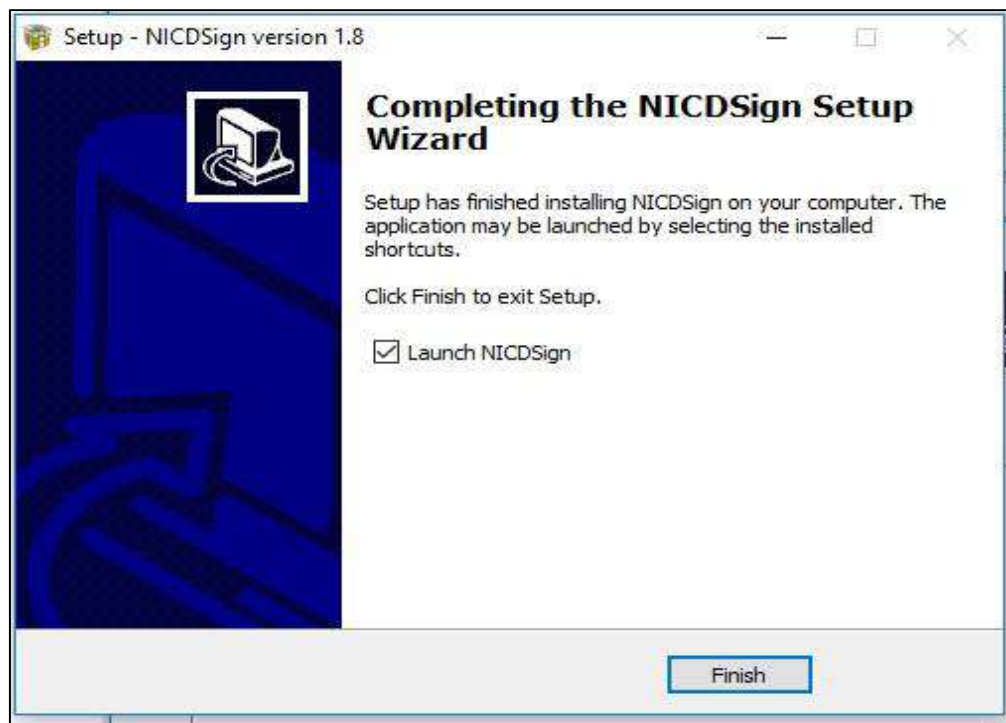 Setup - NICDSign version 1.8
Completing the NICDSign Setup
Wizard
Setup has finished installing NICDSign on your computer. The
application may be launched by selecting the installed
shortcuts.
Click Finish to exit Setup.
Launch NICDSign
Finish